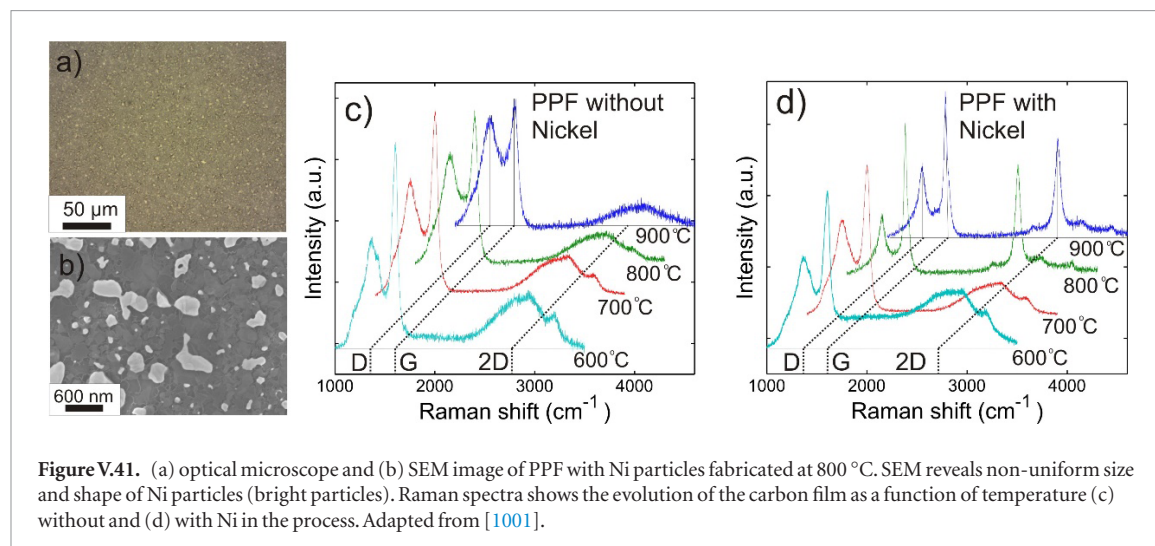 a)
50 µm
b)
600 nm
c)
PPF without
Nickel
Intensity (a.u.)
900°C
800°C
700°C
600°C
D G 2D
1000 2000 3000 4000
Raman shift (cm⁻¹)
d)
PPF with
Nickel
Intensity (a.u.)
900°C
800°C
700°C
600°C
D G 2D
1000 2000 3000 4000
Raman shift (cm⁻¹)
Figure V.41. (a) optical microscope and (b) SEM image of PPF with Ni particles fabricated at 800 °C. SEM reveals non-uniform size
and shape of Ni particles (bright particles). Raman spectra shows the evolution of the carbon film as a function of temperature (c)
without and (d) with Ni in the process. Adapted from [1001].